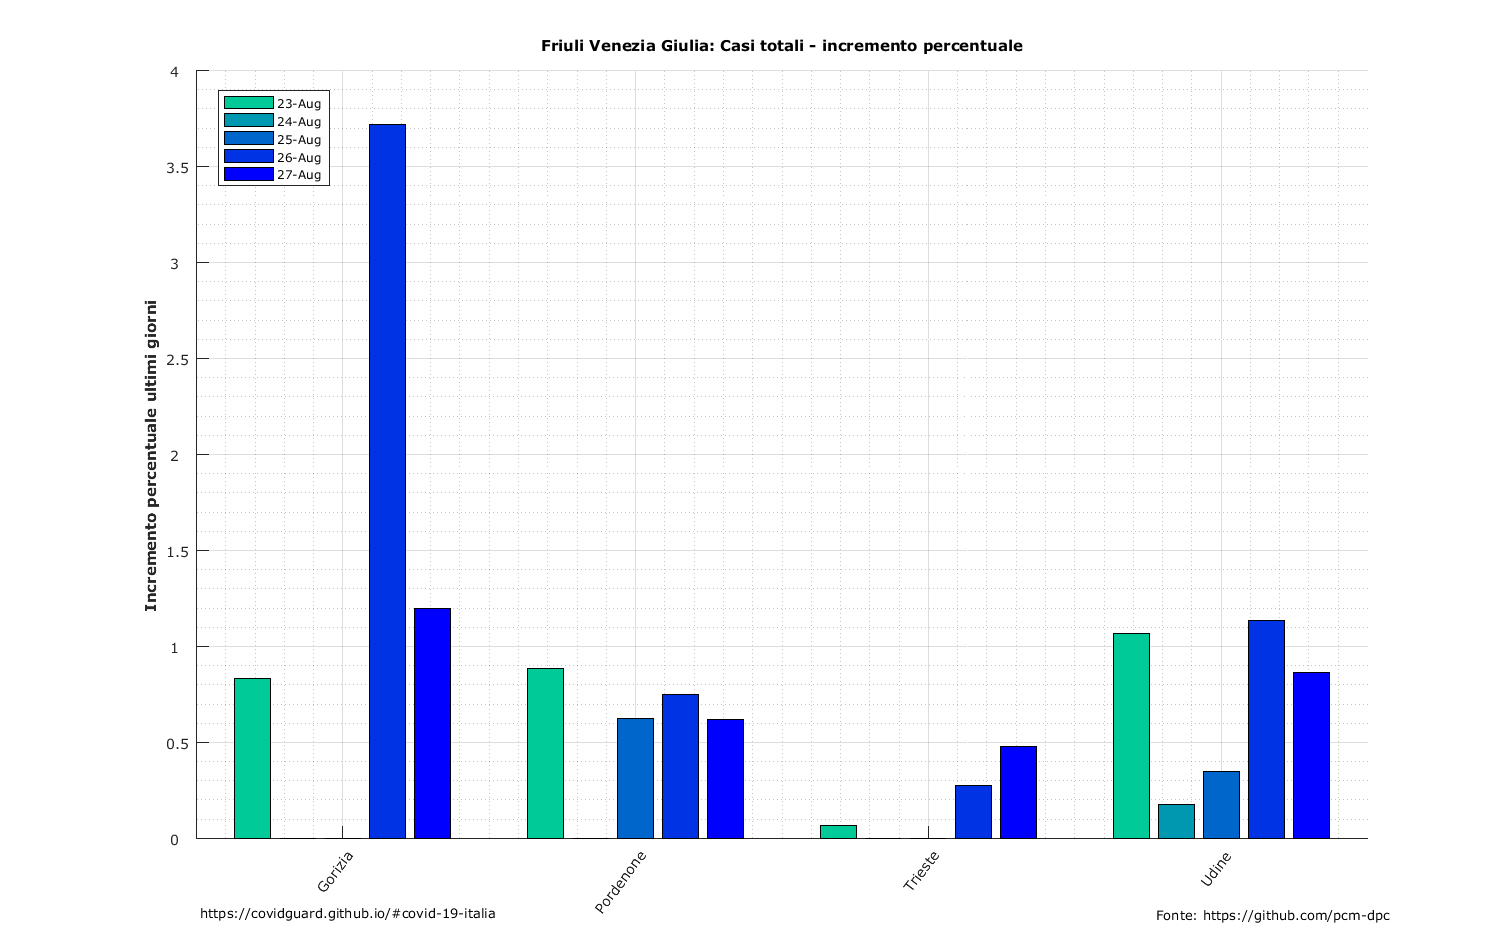 Friuli Venezia Giulia: Casi totali - incremento percentuale
4
3.5
3
2.5
2
1.5
1
0.5
0
Incremento percentuale ultimi giorni
23-Aug
24-Aug
25-Aug
26-Aug
27-Aug
Gorizia
Pordenone
Trieste
Udine
https://covidguard.github.io/#covid-19-italia
Fonte: https://github.com/pcm-dpc